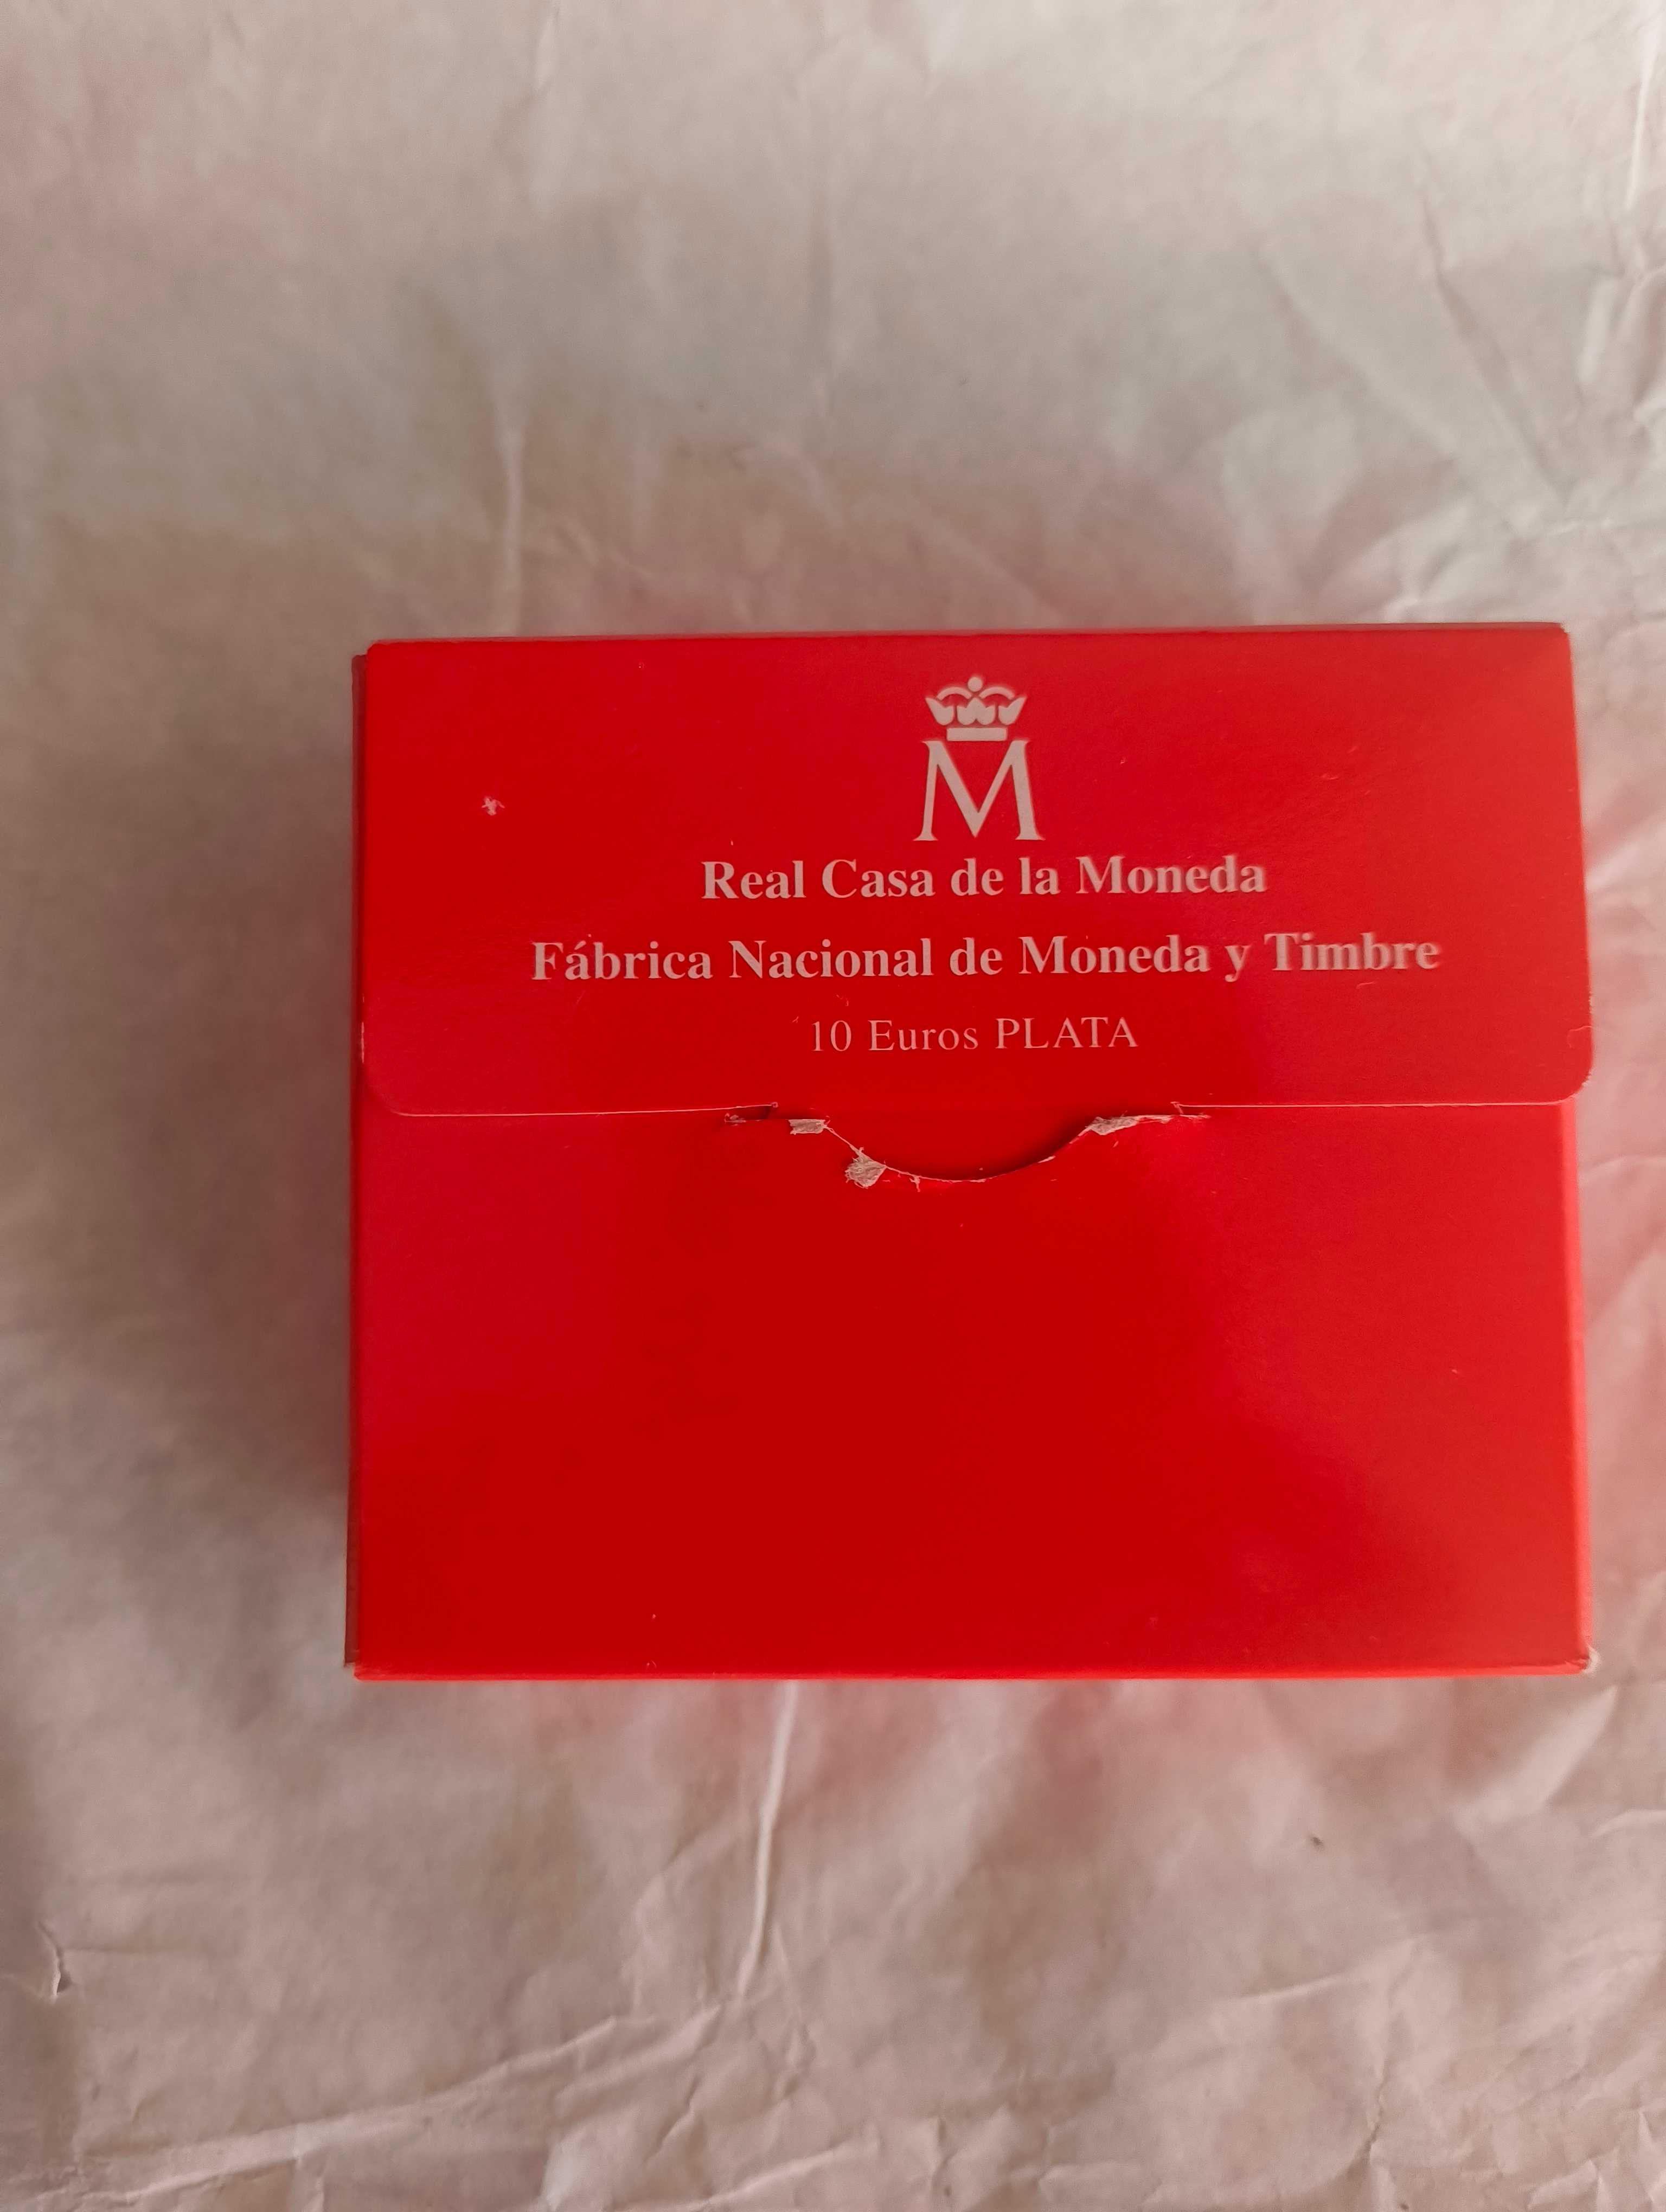 M
Real Casa de la Moneda
Fábrica Nacional de Moneda y Timbre
10 Euros PLATA